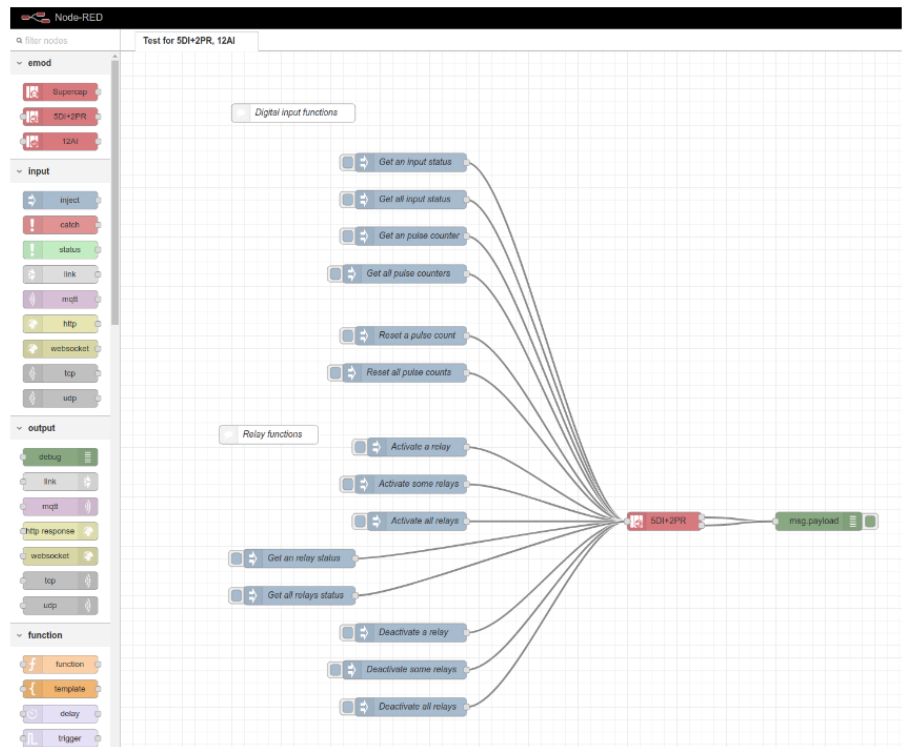 Node-RED
filter nodes
Test for 5DI+2PR, 12AI
emod
Supercap
5DI+2PR
12AI
input
inject
catch
status
link
mqtt
http
websocket
tcp
udp
output
debug
link
mqtt
http response
websocket
tcp
udp
function
function
template
delay
trigger
Digital input functions
Get an input status
Get all input status
Get an pulse counter
Get all pulse counters
Reset a pulse count
Reset all pulse counts
Relay functions
Activate a relay
Activate some relays
Activate all relays
Get an relay status
Get all relays status
Deactivate a relay
Deactivate some relays
Deactivate all relays
5DI+2PR
msg.payload